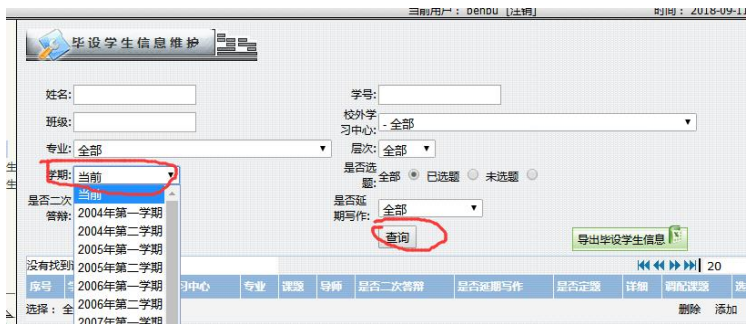 当前用户：benbu [注销] 时间：2018-09-11
毕设学生信息维护
姓名: 学号:
班级: 校外学习中心: - 全部
专业: 全部 层次: 全部
学期: 当前 是否选题: 全部 已选题 未选题
是否二次答辩: 是否延期写作: 全部
当前
2004年第一学期
2004年第二学期
2005年第一学期
2005年第二学期
2006年第一学期
2006年第二学期
2007年第一学期
查询 导出毕设学生信息
没有找到 20
序号 习中心 专业 课题 导师 是否二次答辩 是否延期写作 是否定题 详细 调配课题 选
选择： 全 删除 添加
生
生